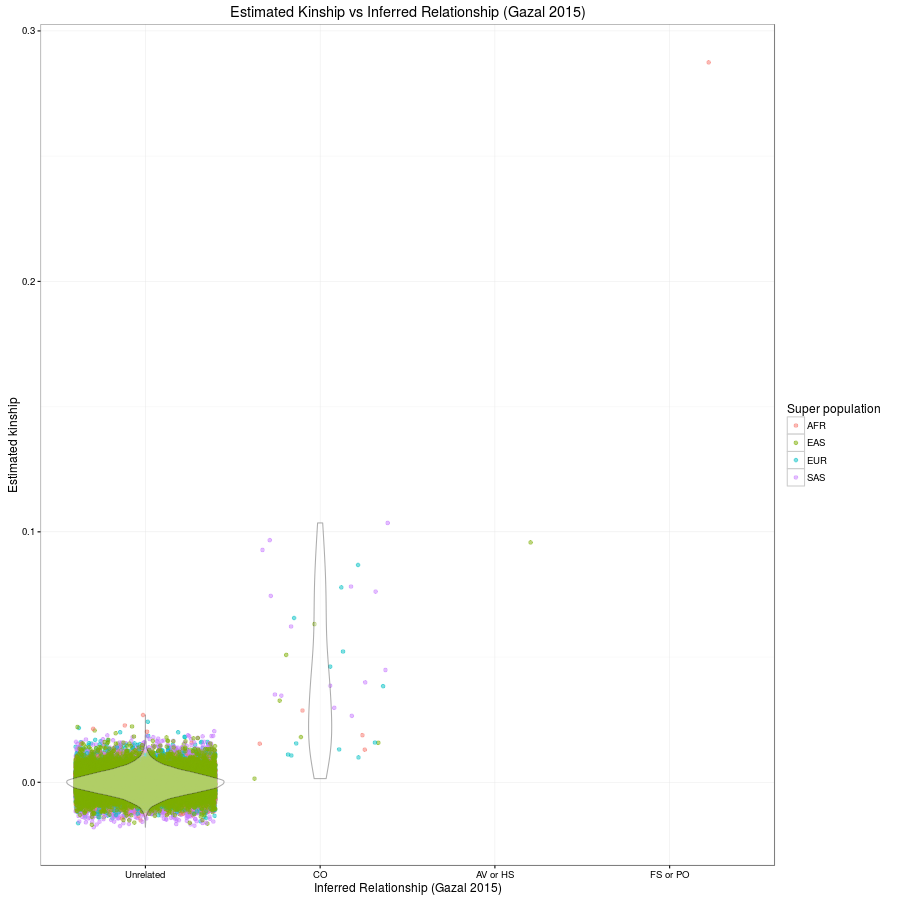 Estimated Kinship vs Inferred Relationship (Gazal 2015)
0.3
0.2
0.1
0.0
Estimated kinship
Unrelated
CO
AV or HS
FS or PO
Inferred Relationship (Gazal 2015)
Super population
AFR
EAS
EUR
SAS